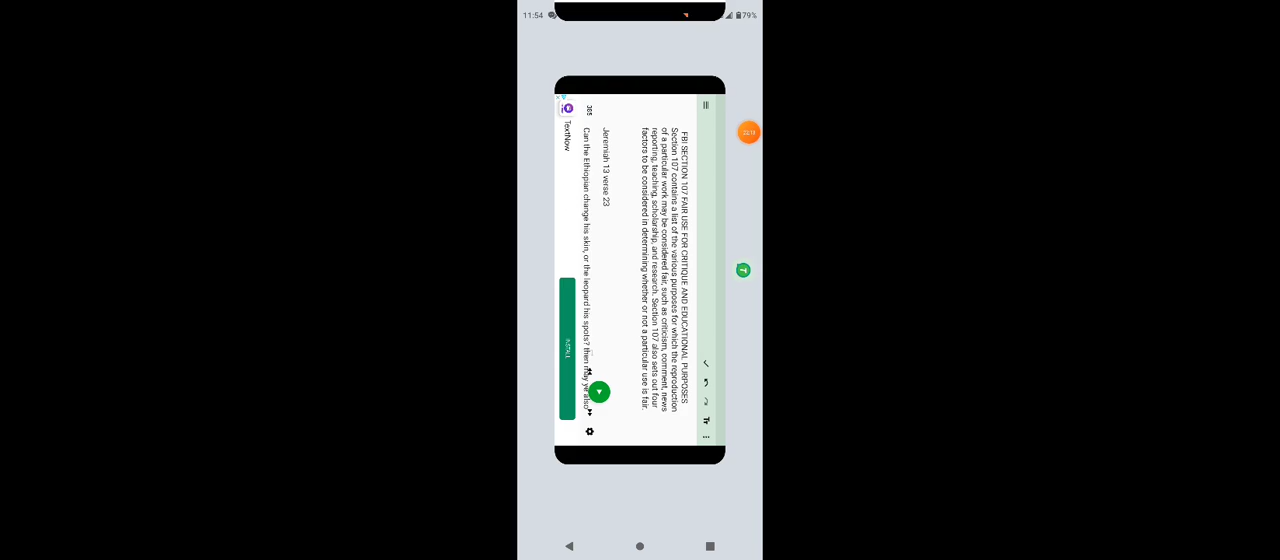 11:54
79%
FBI SECTION 107 FAIR USE FOR CRITIQUE AND EDUCATIONAL PURPOSES
Section 107 contains a list of the various purposes for which the reproduction
of a particular work may be considered fair, such as criticism, comment, news
reporting, teaching, scholarship, and research. Section 107 also sets out four
factors to be considered in determining whether or not a particular use is fair.
Jeremiah 13 verse 23
Can the Ethiopian change his skin, or the leopard his spots? then may ye also
365
TextNow
INSTALL